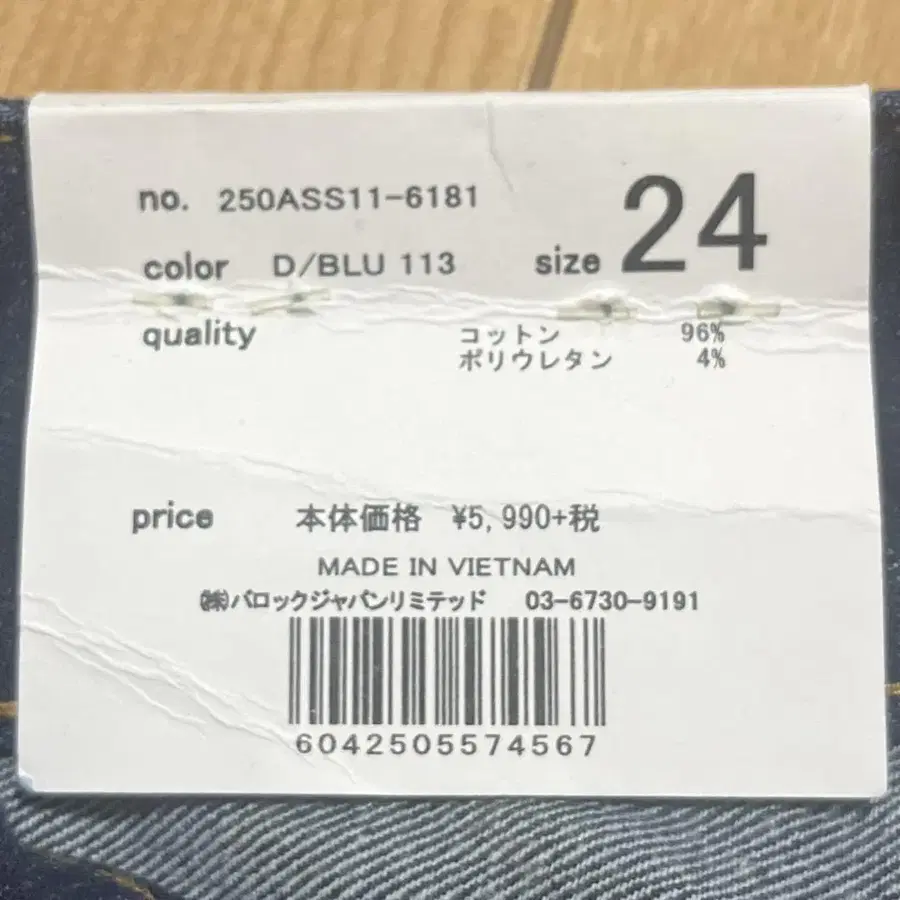 no. 250ASS11-6181
color D/BLU 113 size 24
quality コットン 96%
ポリウレタン 4%
price 本体価格 ¥5,990+税
MADE IN VIETNAM
㈱バロックジャパンリミテッド 03-6730-9191
6042505574567